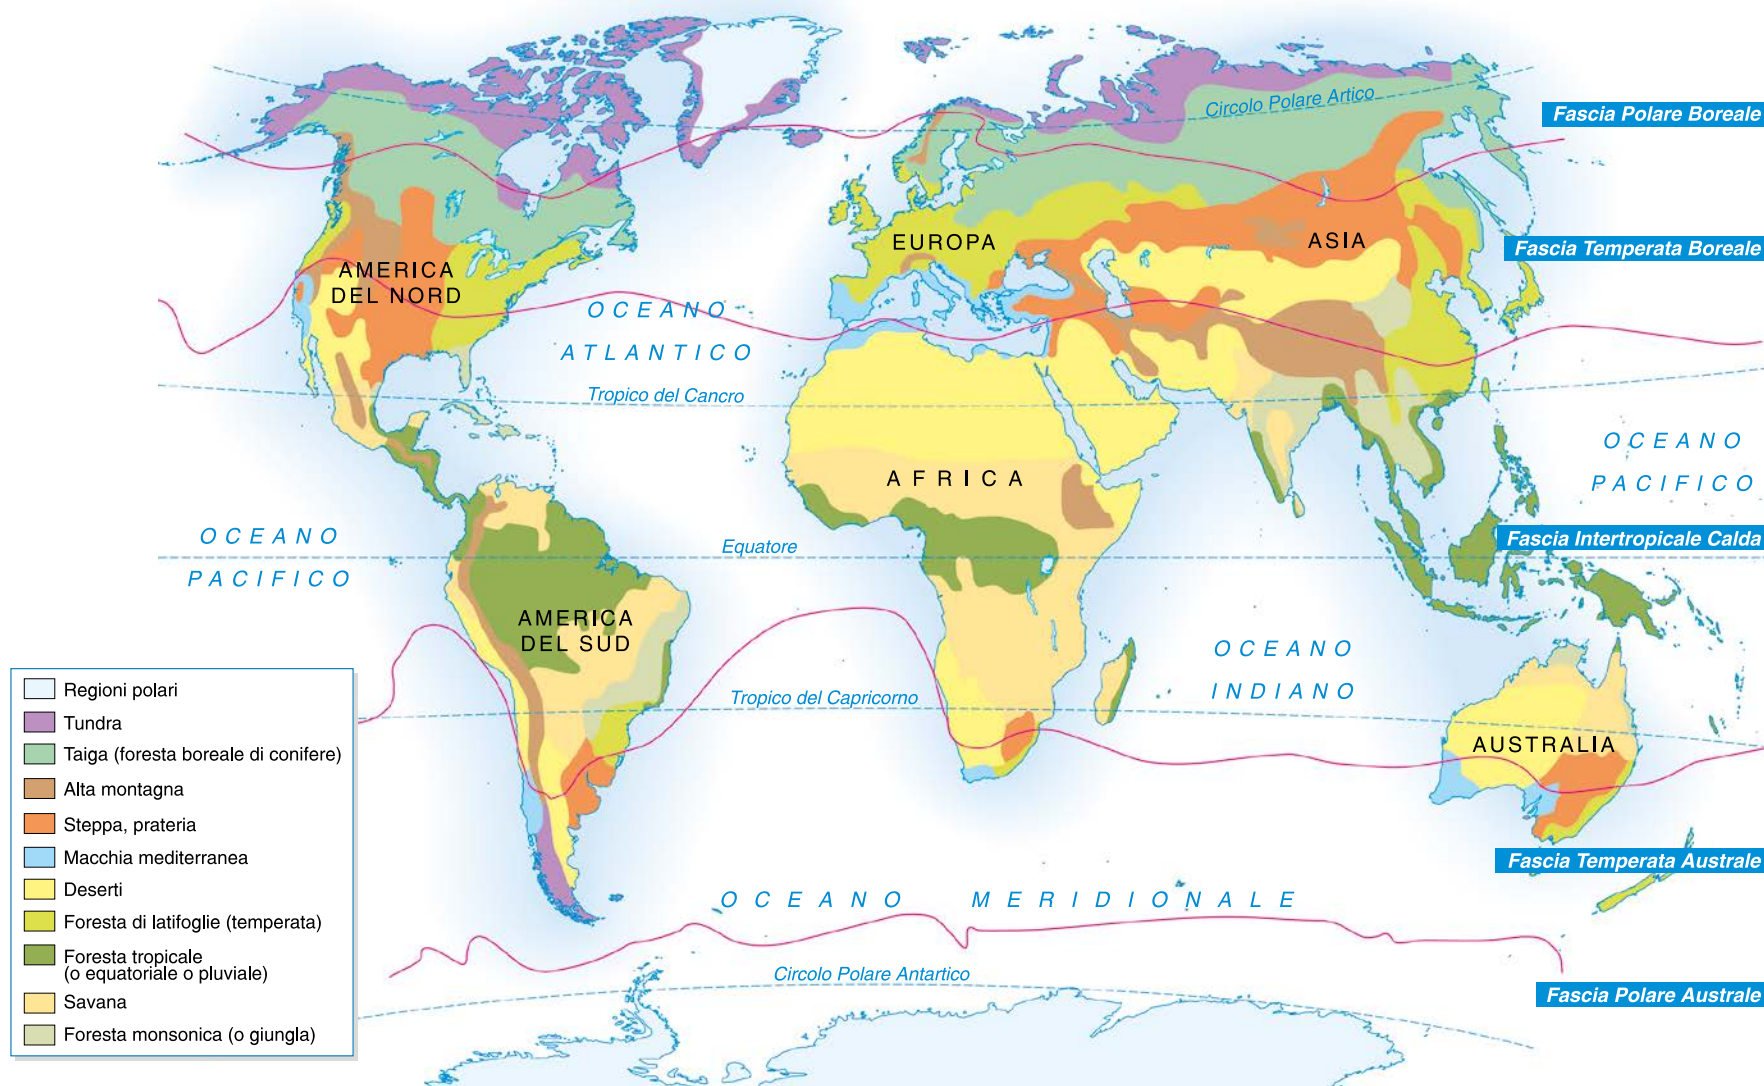 Circolo Polare Artico
Fascia Polare Boreale
EUROPA
ASIA
Fascia Temperata Boreale
AMERICA
DEL NORD
OCEANO
ATLANTICO
Tropico del Cancro
OCEANO
PACIFICO
AFRICA
OCEANO
PACIFICO
Equatore
Fascia Intertropicale Calda
AMERICA
DEL SUD
OCEANO
INDIANO
Tropico del Capricorno
AUSTRALIA
Fascia Temperata Australe
OCEANO MERIDIONALE
Circolo Polare Antartico
Fascia Polare Australe
Regioni polari
Tundra
Taiga (foresta boreale di conifere)
Alta montagna
Steppa, prateria
Macchia mediterranea
Deserti
Foresta di latifoglie (temperata)
Foresta tropicale
(o equatoriale o pluviale)
Savana
Foresta monsonica (o giungla)